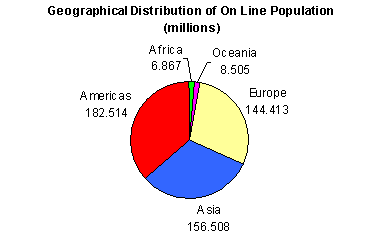 Geographical Distribution of On Line Population
(millions)
Africa
6.867
Oceania
8.505
Americas
182.514
Europe
144.413
Asia
156.508